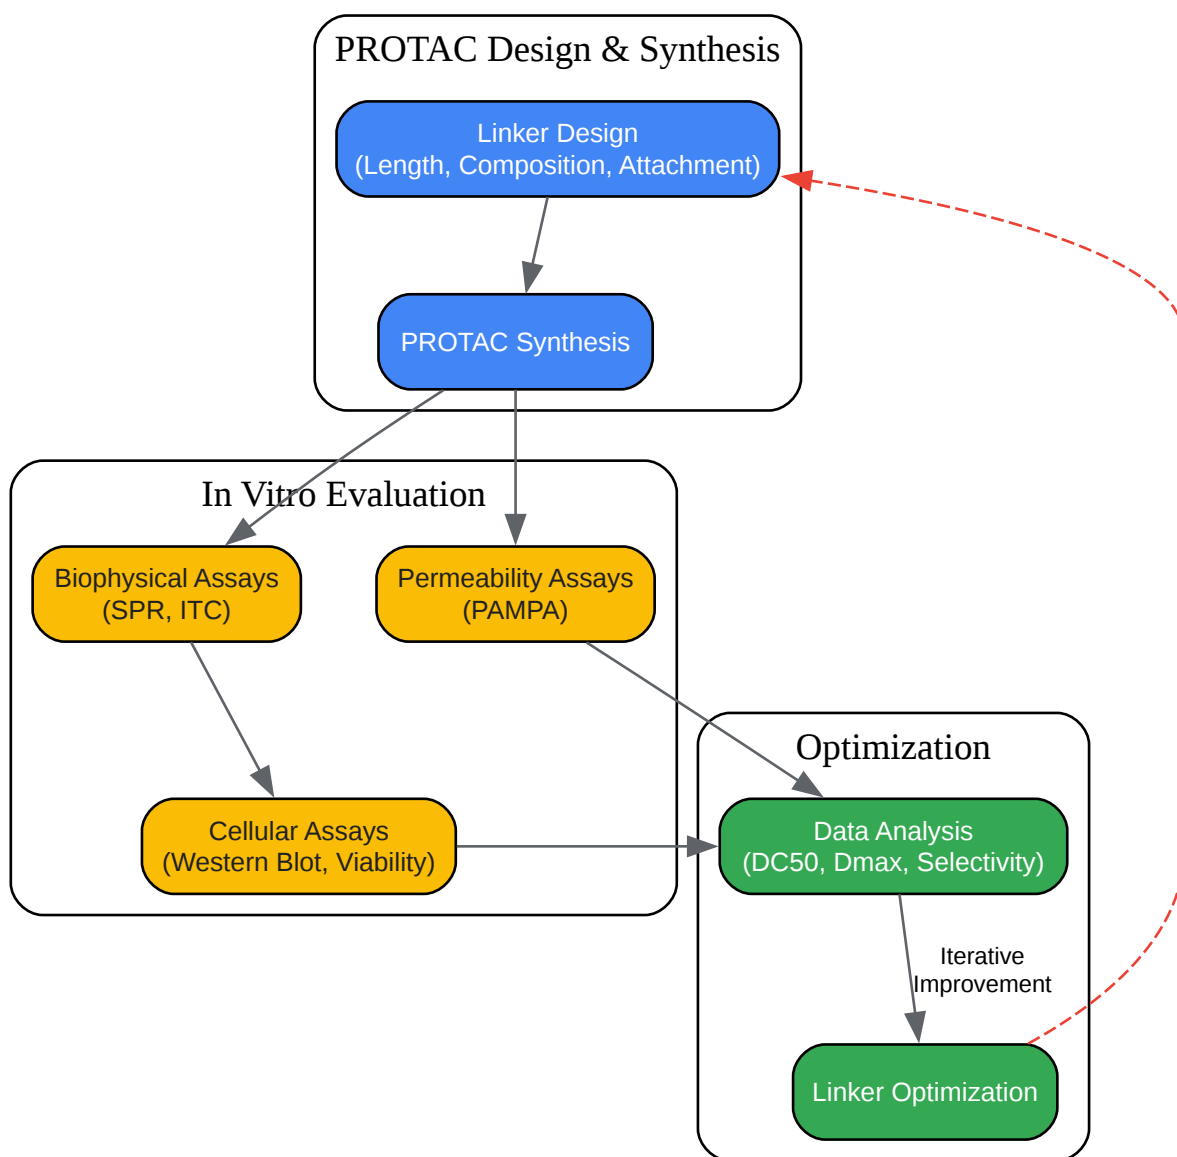 PROTAC Design & Synthesis
Linker Design
(Length, Composition, Attachment)
PROTAC Synthesis
In Vitro Evaluation
Biophysical Assays
(SPR, ITC)
Permeability Assays
(PAMPA)
Cellular Assays
(Western Blot, Viability)
Optimization
Data Analysis
(DC50, Dmax, Selectivity)
Iterative
Improvement
Linker Optimization